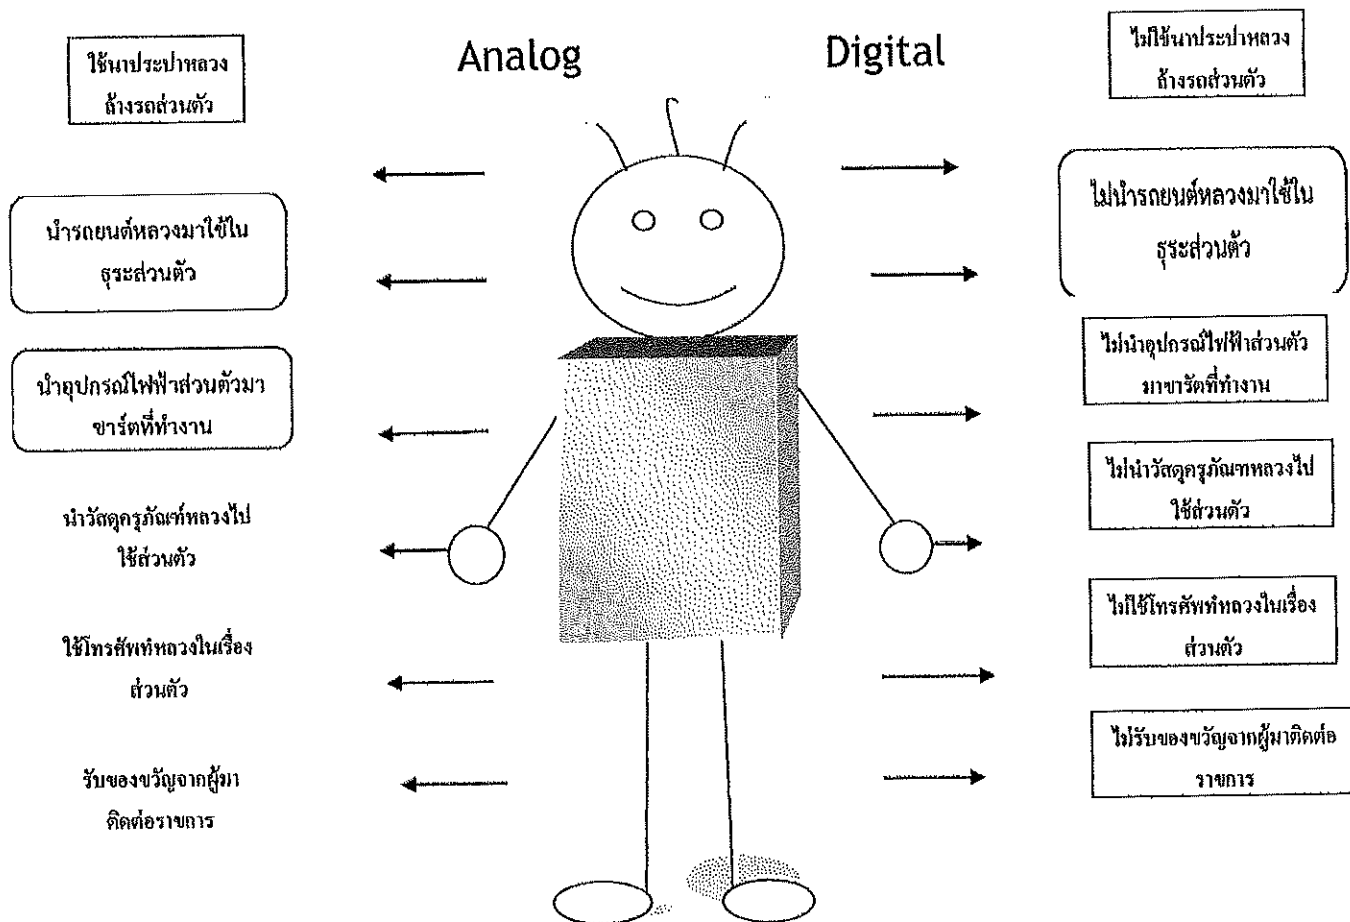 Analog
Digital
ใช้นาประปาหลวง
ล้างรถส่วนตัว
นำรถยนต์หลวงมาใช้ใน
ธุระส่วนตัว
นำอุปกรณ์ไฟฟ้าส่วนตัวมา
ชาร์ตที่ทำงาน
นำวัสดุครุภัณฑ์หลวงไป
ใช้ส่วนตัว
ใช้โทรศัพท์หลวงในเรื่อง
ส่วนตัว
รับของขวัญจากผู้มา
ติดต่อราชการ
ไม่ใช้นาประปาหลวง
ล้างรถส่วนตัว
ไม่นำรถยนต์หลวงมาใช้ใน
ธุระส่วนตัว
ไม่นำอุปกรณ์ไฟฟ้าส่วนตัว
มาชารัตที่ทำงาน
ไม่นำวัสดุครุภัณฑหลวงไป
ใช้ส่วนตัว
ไม่ใช้โทรศัพท์หลวงในเรื่อง
ส่วนตัว
ไม่รับของขวัญจากผู้มาติดต่อ
ราชการ